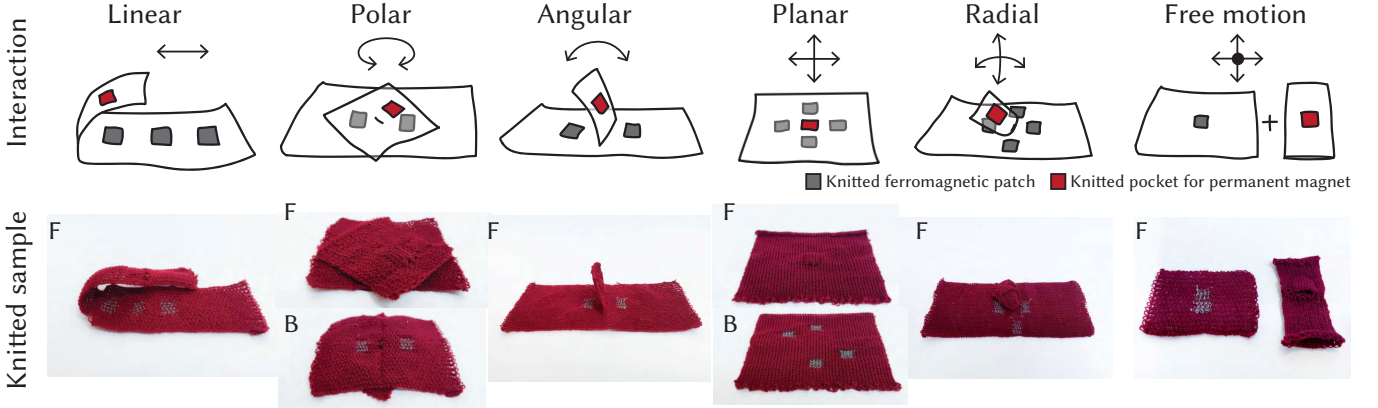 Linear Polar Angular Planar Radial Free motion
Interaction
+
Knitted ferromagnetic patch Knitted pocket for permanent magnet
Knitted sample
F F F F F F
B B